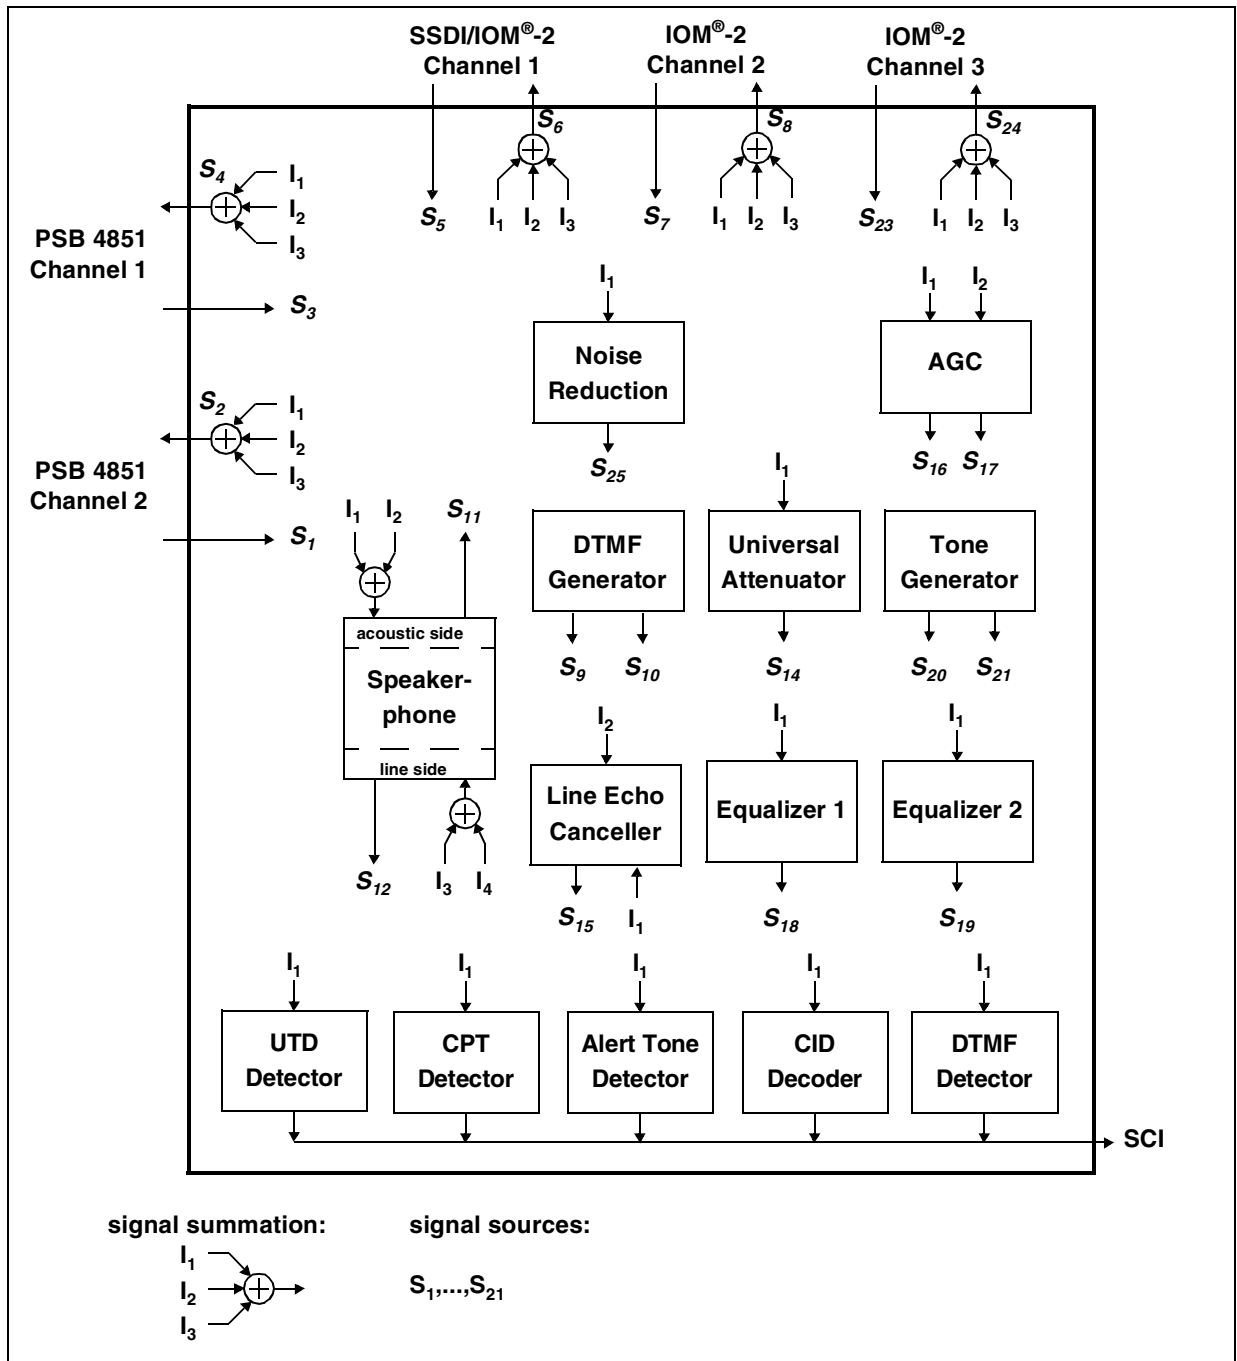 SSDI/IOM®-2 IOM®-2 IOM®-2
Channel 1 Channel 2 Channel 3
S6 S8 S24
S4 I1
I2
I3
PSB 4851
Channel 1
S5 I1 I2 I3 S7 I1 I2 I3 S23 I1 I2 I3
S3
I1 I1 I2
Noise
Reduction
AGC
S2 I1
I2
I3
PSB 4851
Channel 2
S25 S16 S17
I1
I1 I2 S11
S1
DTMF
Generator
Universal
Attenuator
Tone
Generator
acoustic side
Speaker-
phone
line side
S9 S10 S14 S20 S21
I2 I1 I1
Line Echo
Canceller
Equalizer 1
Equalizer 2
S12 I3 I4
S15 I1 S18 S19
I1 I1 I1 I1 I1
UTD
Detector
CPT
Detector
Alert Tone
Detector
CID
Decoder
DTMF
Detector
SCI
signal summation: signal sources:
I1
I2
I3
S1,...,S21